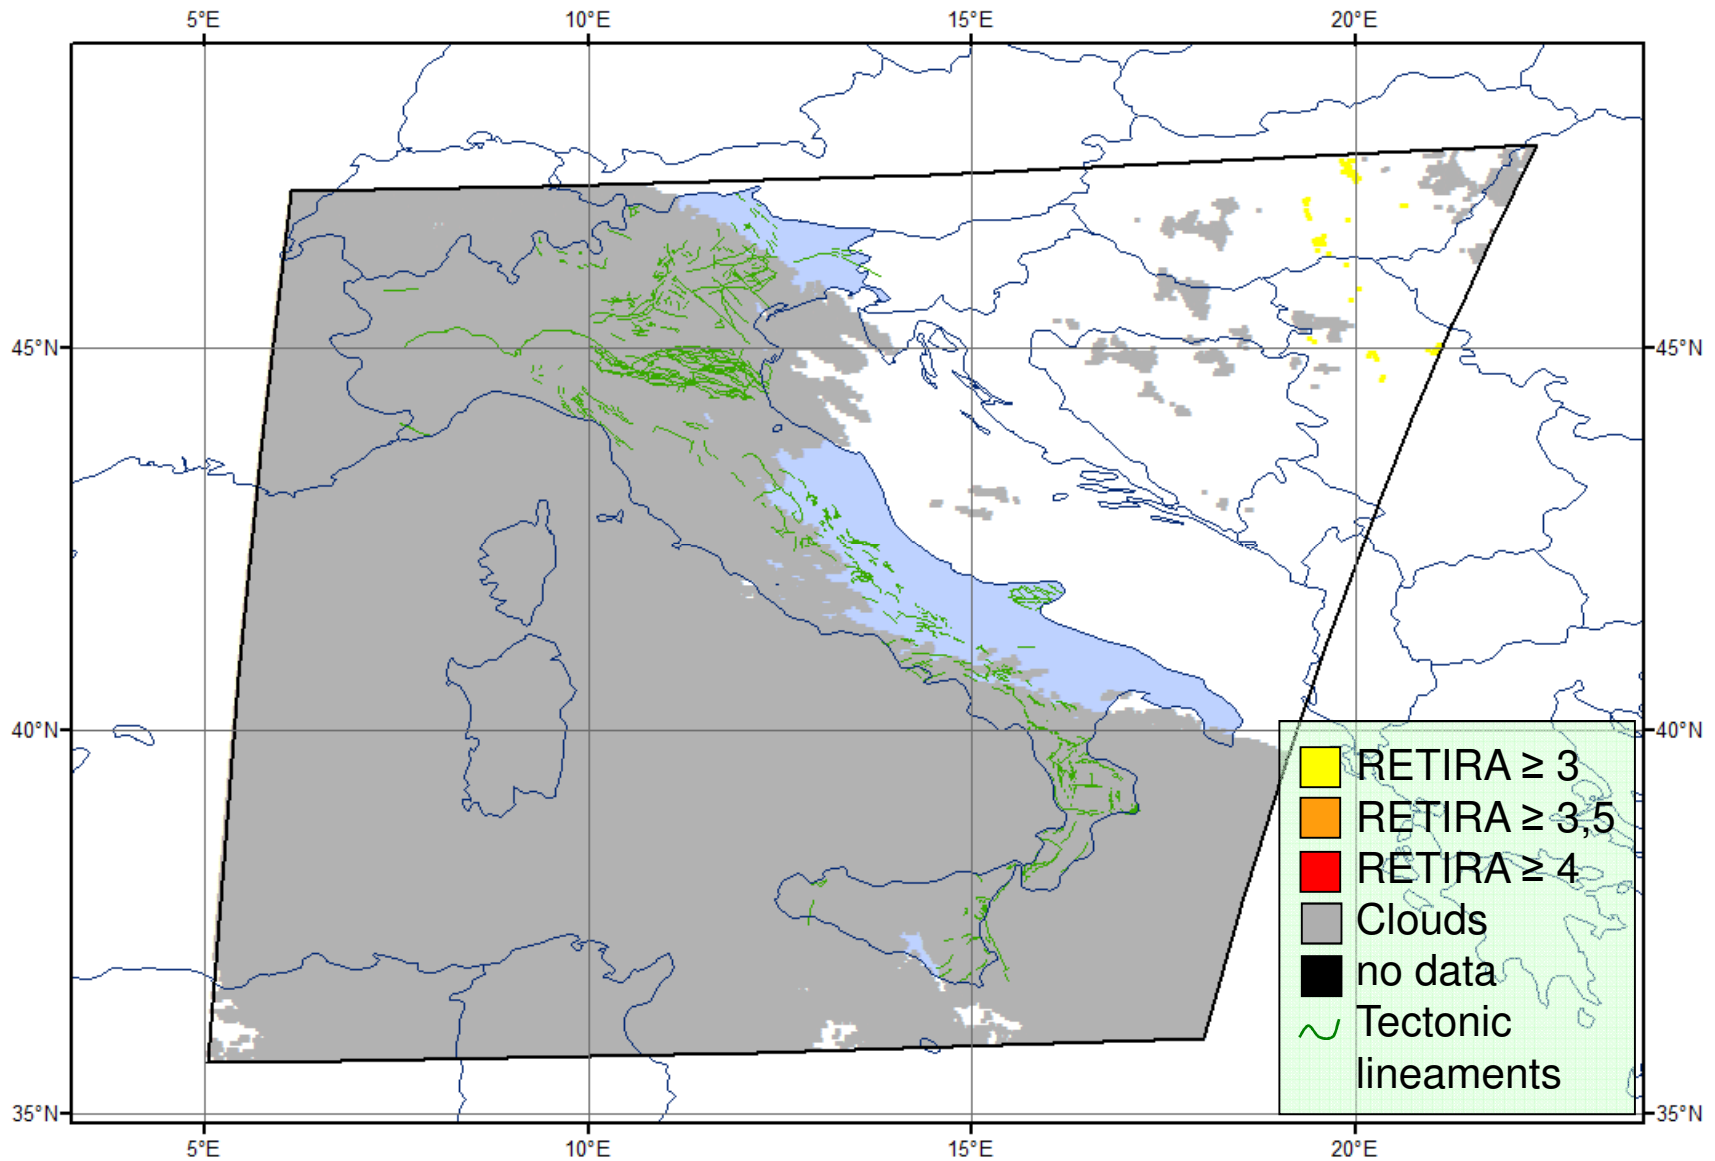 5°E 10°E 15°E 20°E
45°N 45°N
40°N 40°N
RETIRA ≥ 3
RETIRA ≥ 3,5
RETIRA ≥ 4
Clouds
no data
Tectonic
lineaments
35°N 35°N
5°E 10°E 15°E 20°E